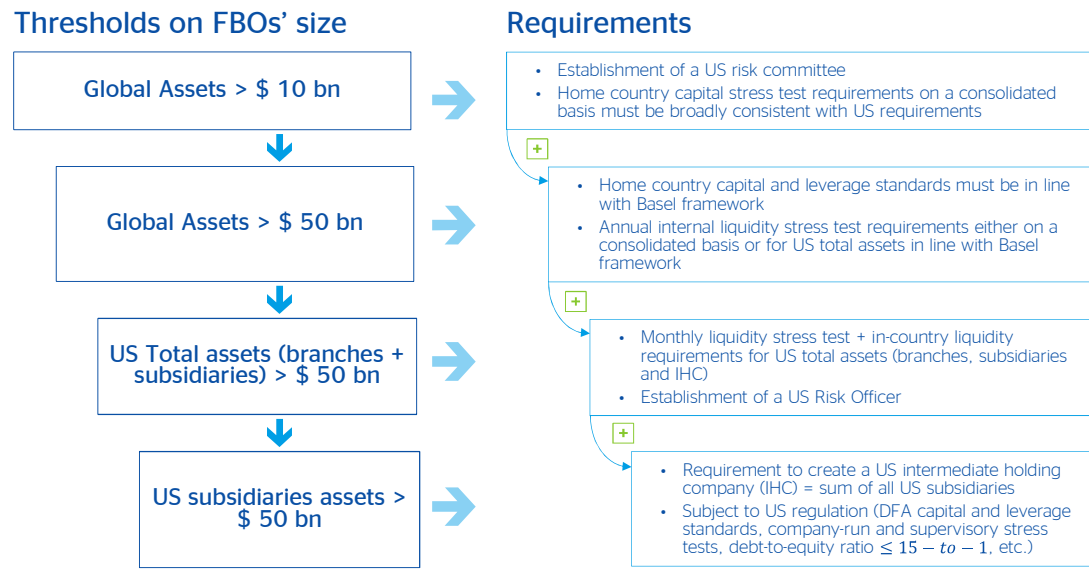 Thresholds on FBOs' size
Requirements
Global Assets > $ 10 bn
• Establishment of a US risk committee
• Home country capital stress test requirements on a consolidated
basis must be broadly consistent with US requirements
+
Global Assets > $ 50 bn
• Home country capital and leverage standards must be in line
with Basel framework
• Annual internal liquidity stress test requirements either on a
consolidated basis or for US total assets in line with Basel
framework
+
US Total assets (branches +
subsidiaries) > $ 50 bn
• Monthly liquidity stress test + in-country liquidity
requirements for US total assets (branches, subsidiaries
and IHC)
• Establishment of a US Risk Officer
+
US subsidiaries assets >
$ 50 bn
• Requirement to create a US intermediate holding
company (IHC) = sum of all US subsidiaries
• Subject to US regulation (DFA capital and leverage
standards, company-run and supervisory stress
tests, debt-to-equity ratio ≤ 15 − to − 1, etc.)